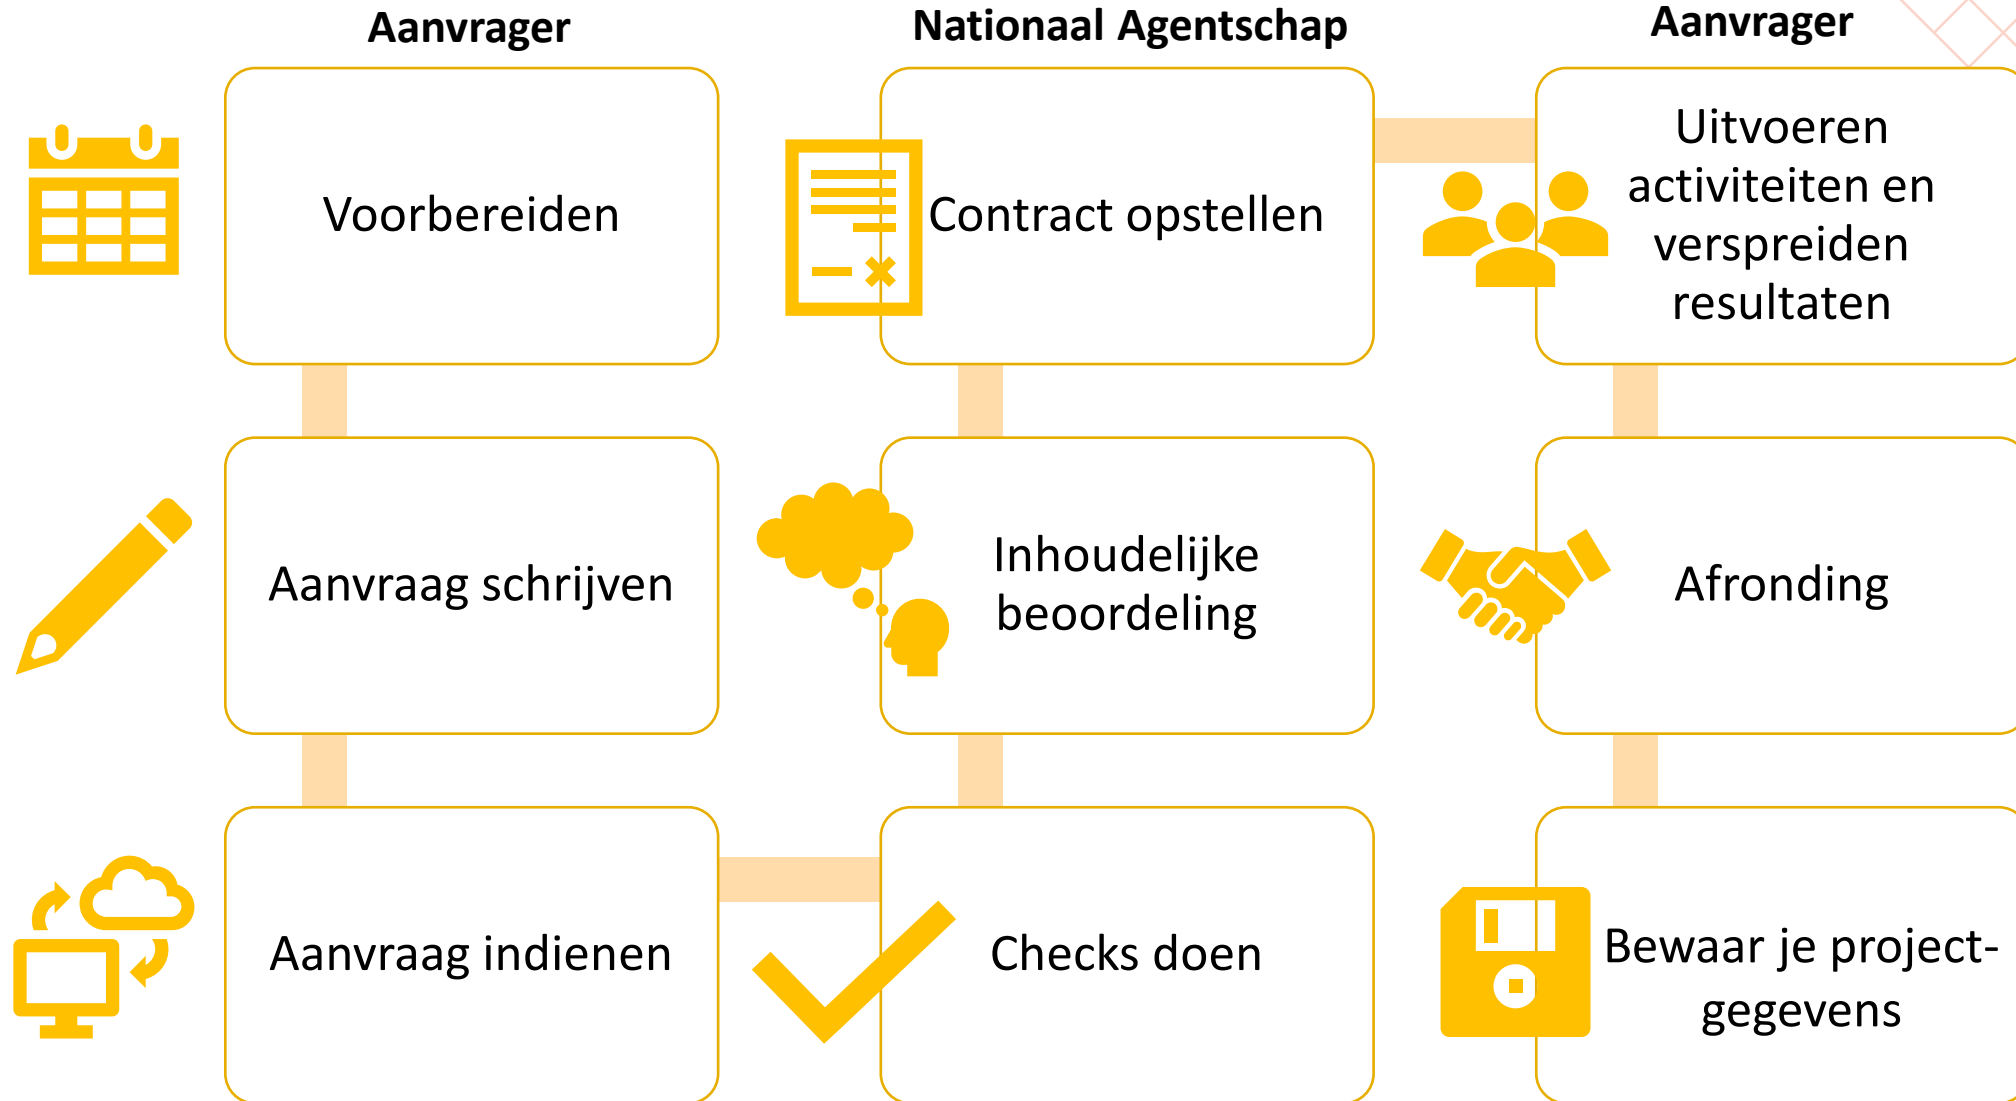 Aanvrager
Nationaal Agentschap
Aanvrager
Voorbereiden
Contract opstellen
Uitvoeren
activiteiten en
verspreiden
resultaten
Aanvraag schrijven
Inhoudelijke
beoordeling
Afronding
Aanvraag indienen
Checks doen
Bewaar je project-
gegevens